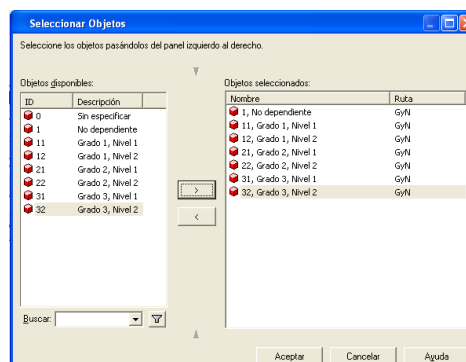 Seleccionar Objetos
Seleccione los objetos pasándolos del panel izquierdo al derecho.
Objetos disponibles:
ID Descripción
0 Sin especificar
1 No dependiente
11 Grado 1, Nivel 1
12 Grado 1, Nivel 2
21 Grado 2, Nivel 1
22 Grado 2, Nivel 2
31 Grado 3, Nivel 1
32 Grado 3, Nivel 2
Buscar:
>
<
Objetos seleccionados:
Nombre Ruta
1, No dependiente GyN
11, Grado 1, Nivel 1 GyN
12, Grado 1, Nivel 2 GyN
21, Grado 2, Nivel 1 GyN
22, Grado 2, Nivel 2 GyN
31, Grado 3, Nivel 1 GyN
32, Grado 3, Nivel 2 GyN
Aceptar Cancelar Ayuda